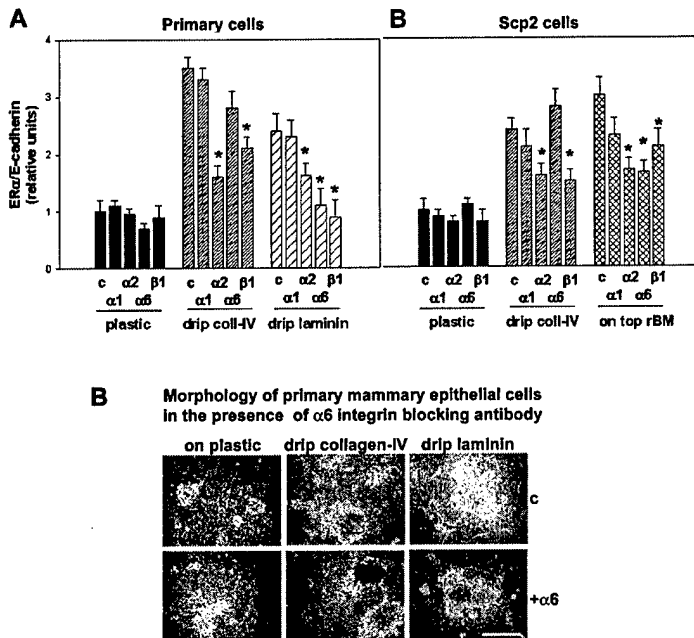 A
Primary cells
ERα/E-cadherin
(relative units)
4
3
2
1
0
* * * * *
c α2 β1 c α2 β1 c α2 β1
α1 α6 α1 α6 α1 α6
plastic drip coll-IV drip laminin
B
Scp2 cells
* * * * *
c α2 β1 c α2 β1 c α2 β1
α1 α6 α1 α6 α1 α6
plastic drip coll-IV on top rBM
B
Morphology of primary mammary epithelial cells
in the presence of α6 integrin blocking antibody
on plastic drip collagen-IV drip laminin
c
+α6